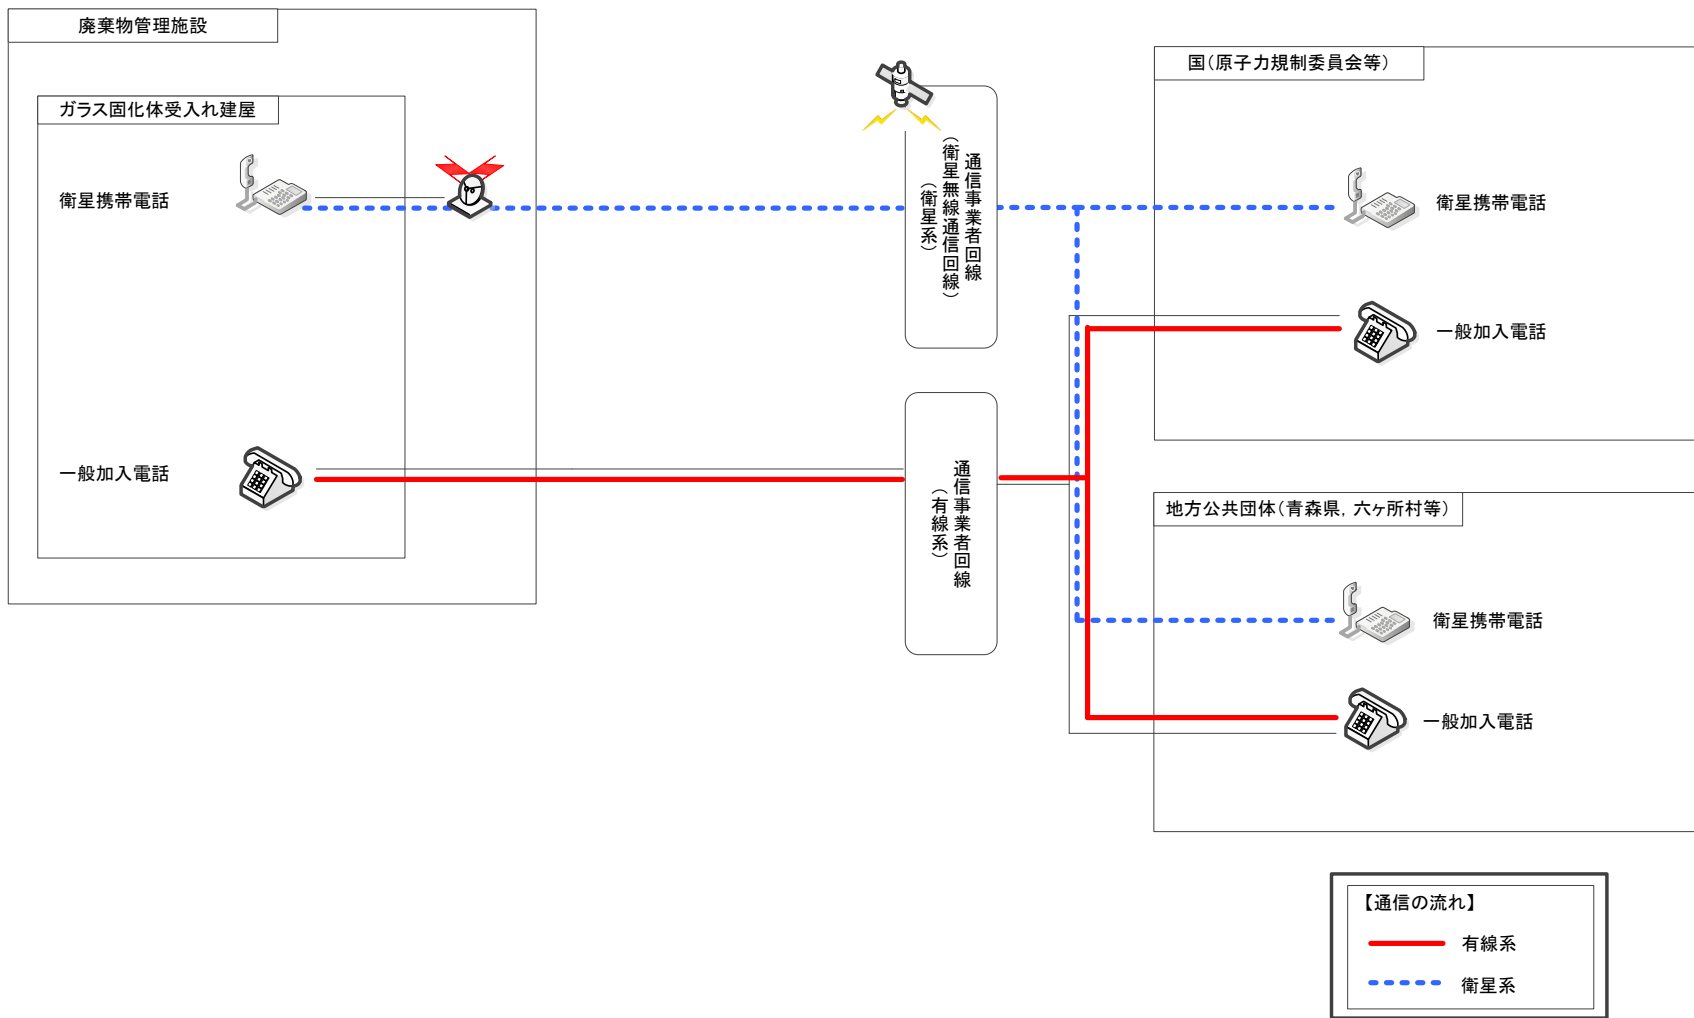 廃棄物管理施設
ガラス固化体受入れ建屋
衛星携帯電話
一般加入電話
通信事業者回線
（衛星無線通信回線）
（衛星系）
通信事業者回線
（有線系）
国（原子力規制委員会等）
衛星携帯電話
一般加入電話
地方公共団体（青森県，六ヶ所村等）
衛星携帯電話
一般加入電話
【通信の流れ】
有線系
衛星系